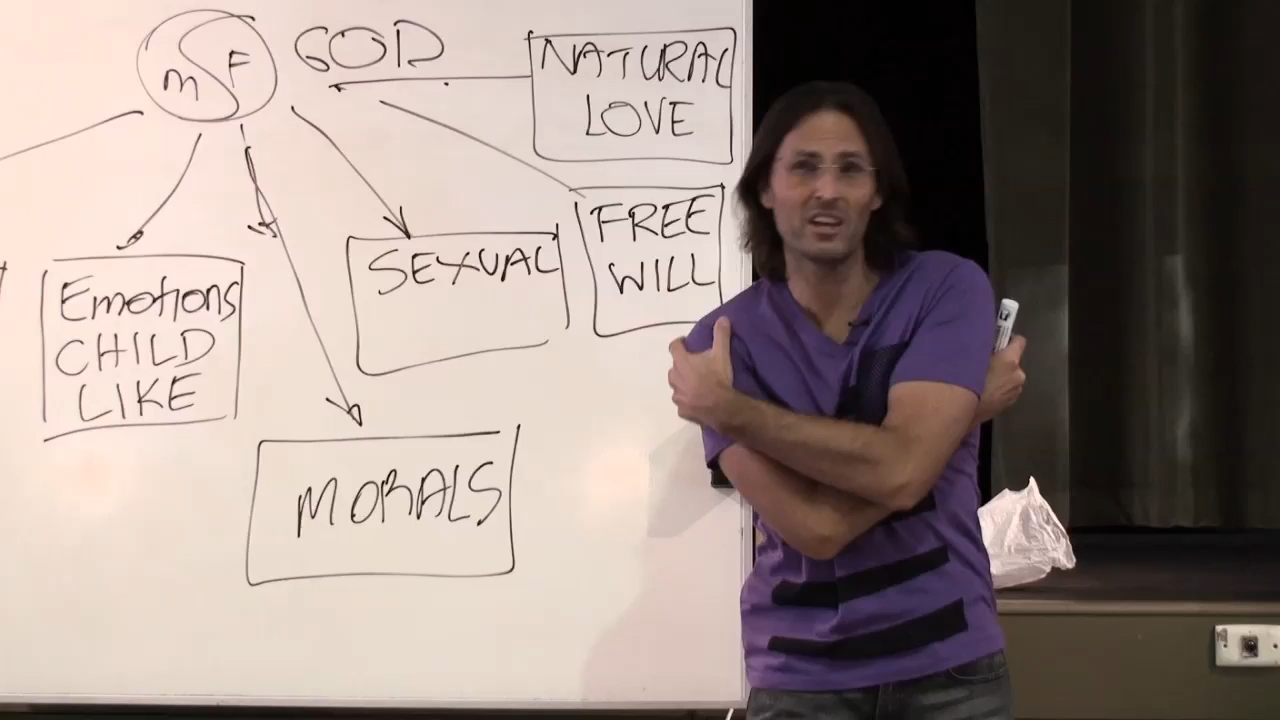 M F GOD
NATURAL
LOVE
FREE
WILL
SEXUAL
Emotions
CHILD
LIKE
MORALS